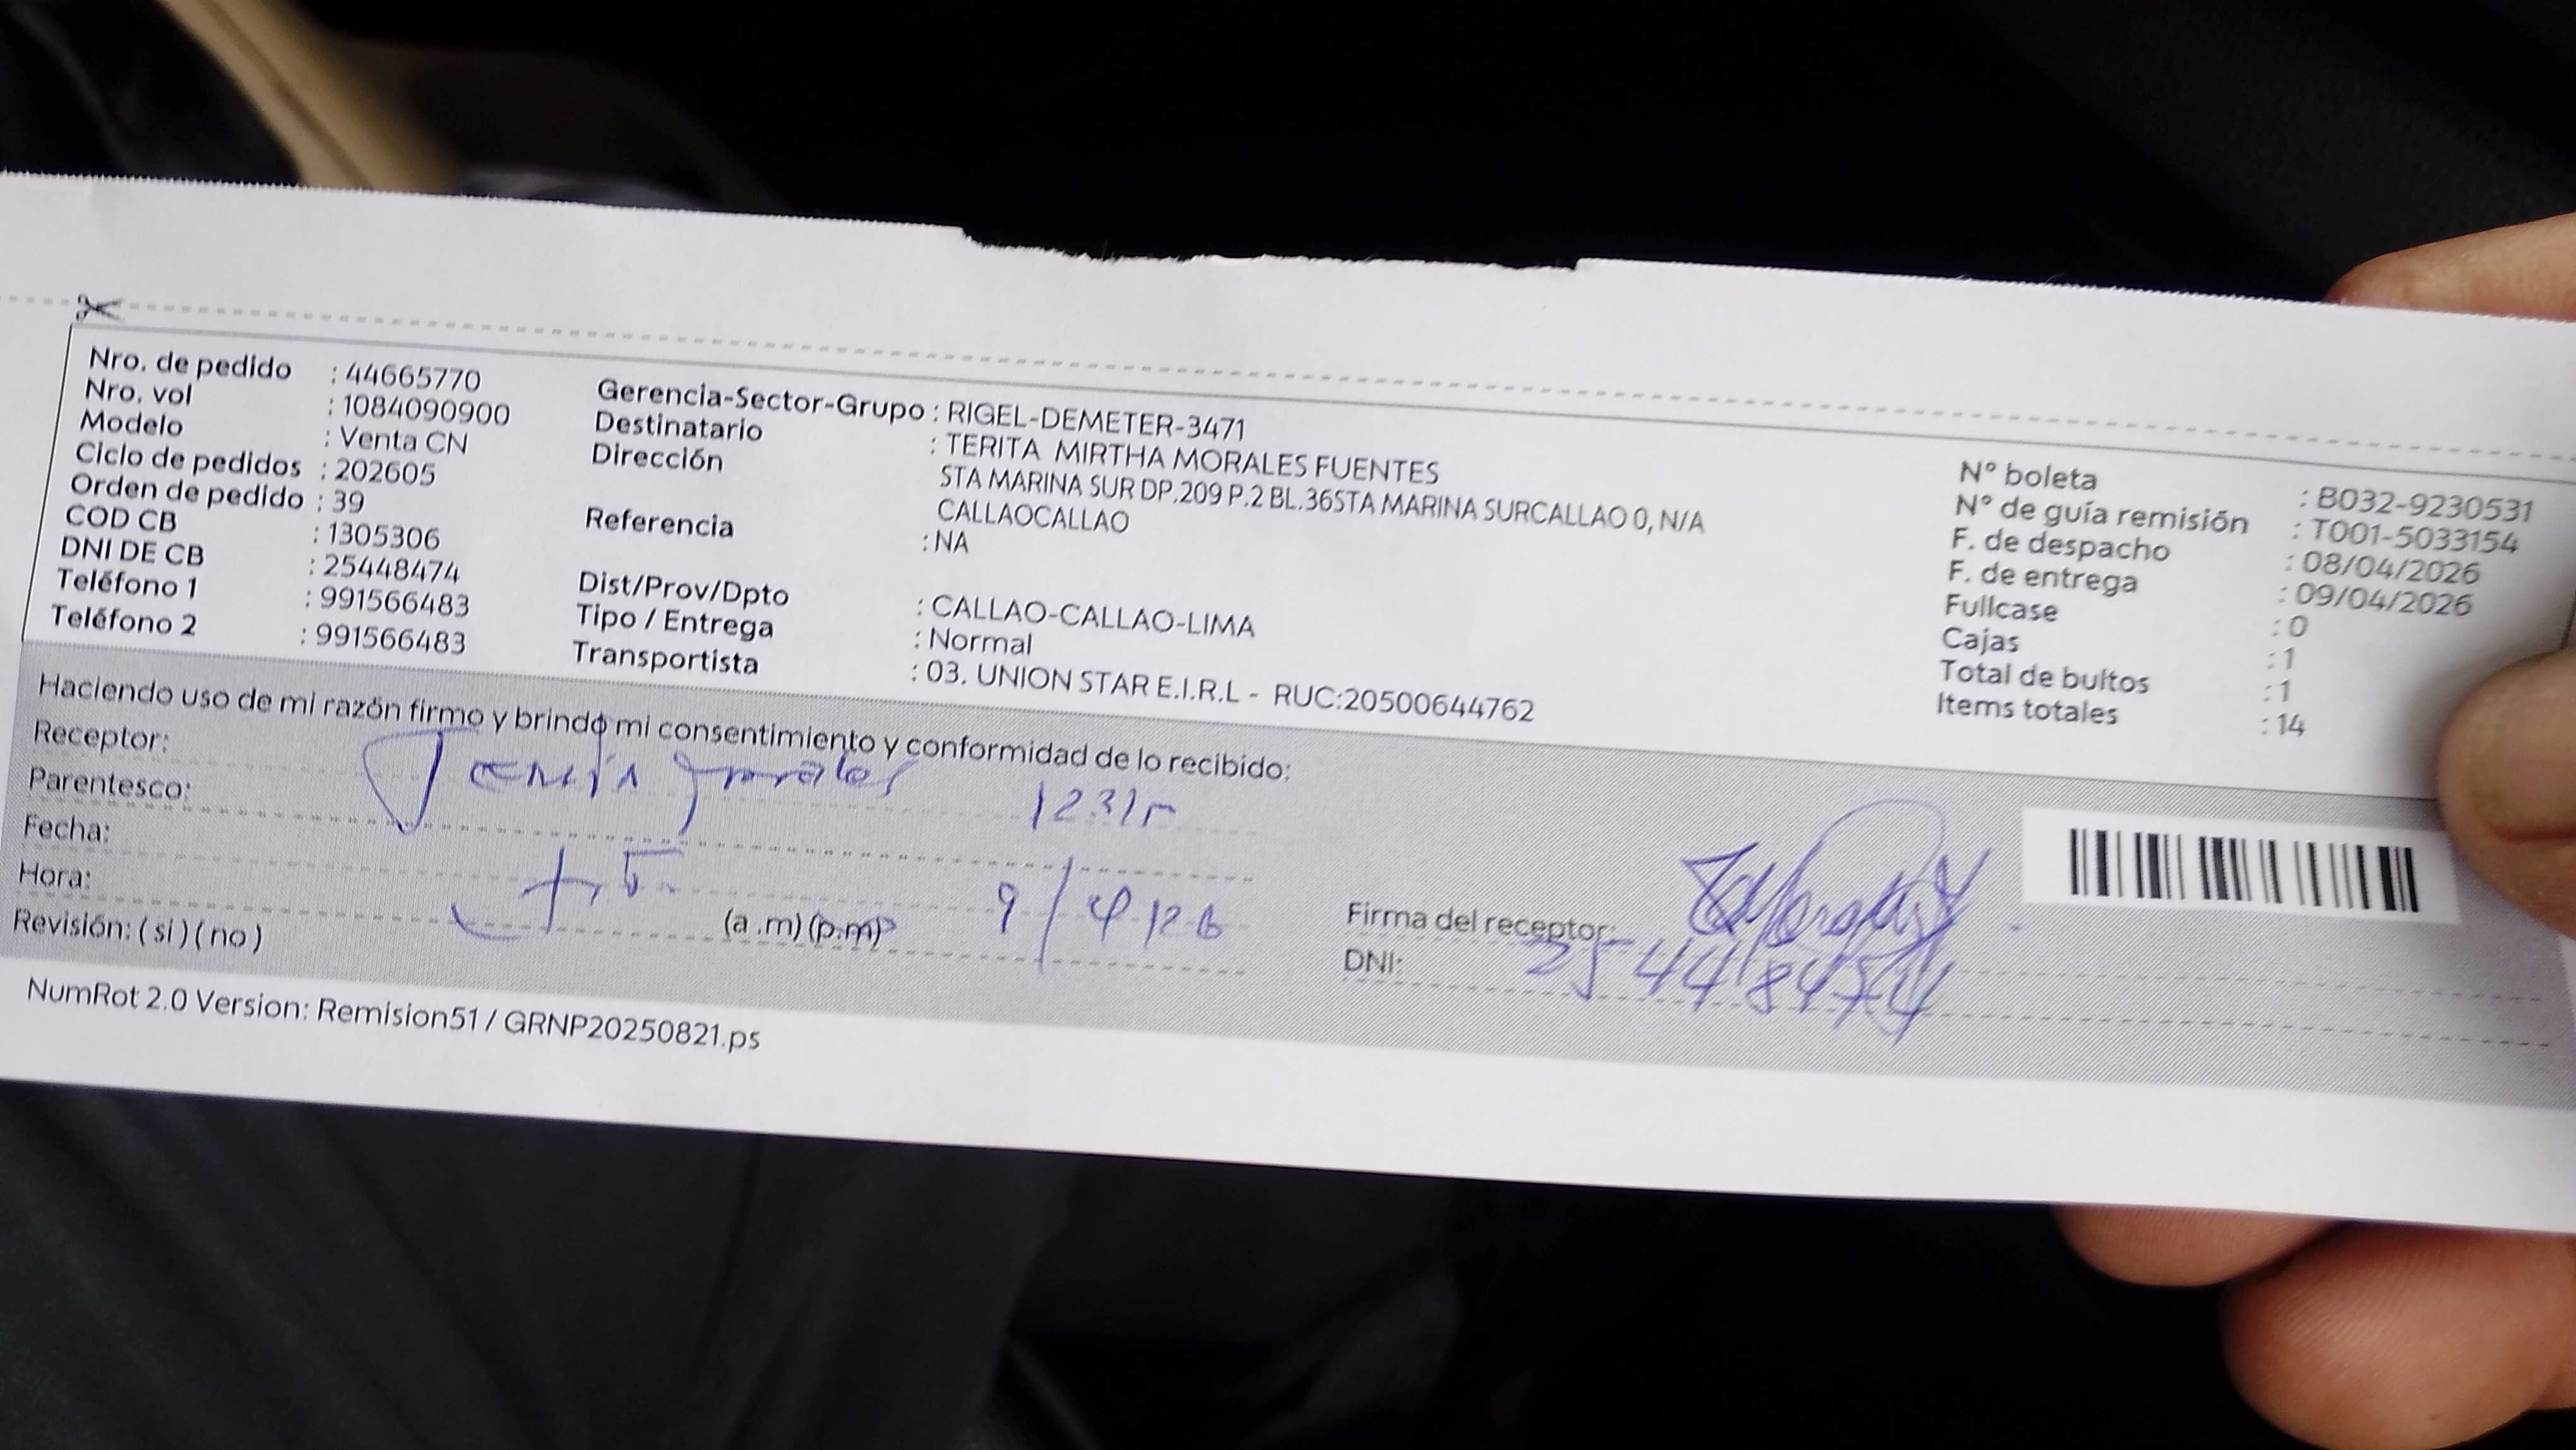 Nro. de pedido : 44665770
Nro. vol : 1084090900
Modelo : Venta CN
Ciclo de pedidos : 202605
Orden de pedido : 39
COD CB : 1305306
DNI DE CB : 25448474
Teléfono 1 : 991566483
Teléfono 2 : 991566483
Gerencia-Sector-Grupo : RIGEL-DEMETER-3471
Destinatario : TERITA MIRTHA MORALES FUENTES
Dirección STA MARINA SUR DP.209 P.2 BL.36STA MARINA SURCALLAO 0, N/A
CALLAOCALLAO
Referencia : NA
Dist/Prov/Dpto : CALLAO-CALLAO-LIMA
Tipo / Entrega : Normal
Transportista : 03. UNION STAR E.I.R.L - RUC:20500644762
N° boleta : B032-9230531
N° de guía remisión : T001-5033154
F. de despacho : 08/04/2026
F. de entrega : 09/04/2026
Fullcase : 0
Cajas : 1
Total de bultos : 1
Items totales : 14
Haciendo uso de mi razón firmo y brindo mi consentimiento y conformidad de lo recibido:
Receptor:
Parentesco:
Fecha: 9/4/26
Hora: (a .m) (p.m)
Revisión: ( si ) ( no )
Firma del receptor:
DNI: 25448474
NumRot 2.0 Version: Remision51 / GRNP20250821.ps